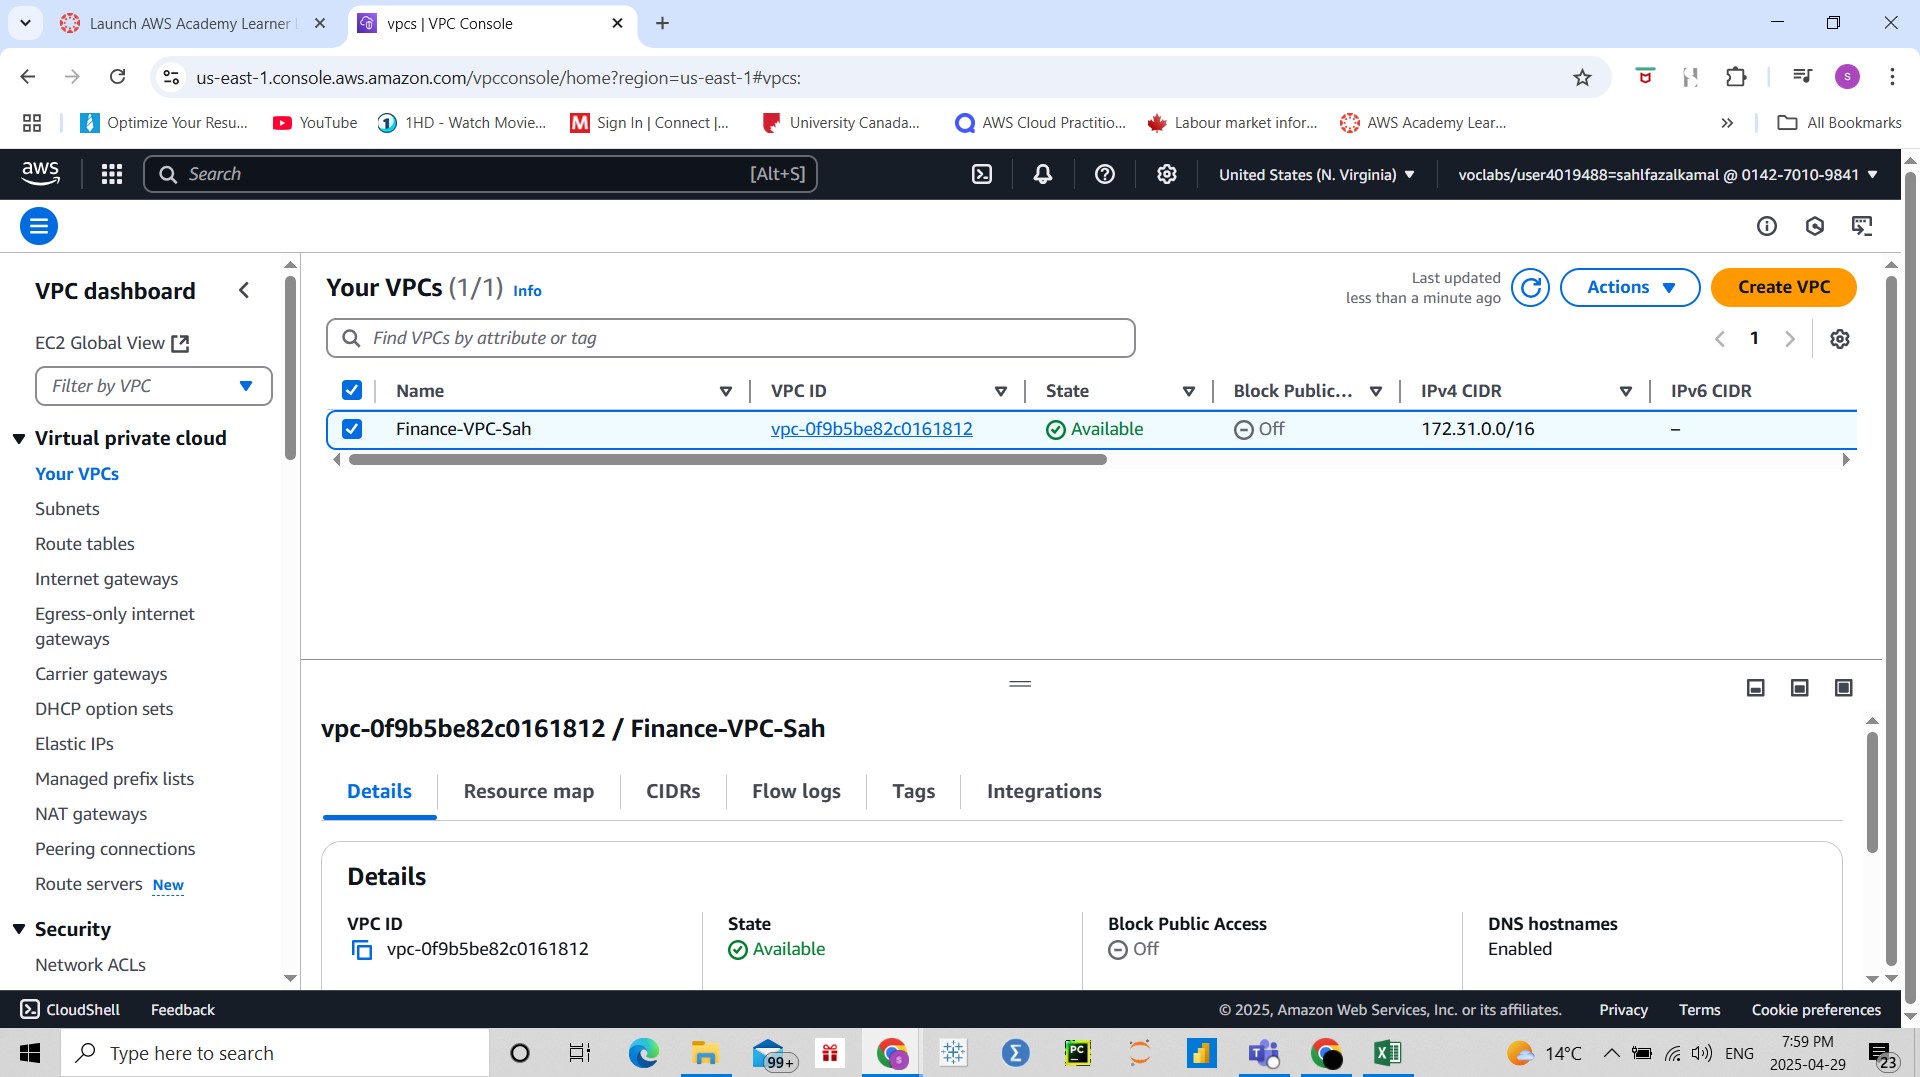 Launch AWS Academy Learner L
vpcs | VPC Console
us-east-1.console.aws.amazon.com/vpcconsole/home?region=us-east-1#vpcs:
S
Optimize Your Resu...
YouTube
1HD - Watch Movie...
Sign In | Connect |...
University Canada...
AWS Cloud Practitio...
Labour market infor...
AWS Academy Lear...
All Bookmarks
aws
Search
[Alt+S]
United States (N. Virginia)
voclabs/user4019488=sahlfazalkamal @ 0142-7010-9841
VPC dashboard
EC2 Global View
Filter by VPC
Virtual private cloud
Your VPCs
Subnets
Route tables
Internet gateways
Egress-only internet
gateways
Carrier gateways
DHCP option sets
Elastic IPs
Managed prefix lists
NAT gateways
Peering connections
Route servers New
Security
Network ACLs
Your VPCs (1/1) Info
Last updated
less than a minute ago
Actions
Create VPC
Find VPCs by attribute or tag
1
Name VPC ID State Block Public... IPv4 CIDR IPv6 CIDR
Finance-VPC-Sah vpc-0f9b5be82c0161812 Available Off 172.31.0.0/16 –
vpc-0f9b5be82c0161812 / Finance-VPC-Sah
Details Resource map CIDRs Flow logs Tags Integrations
Details
VPC ID
vpc-0f9b5be82c0161812
State
Available
Block Public Access
Off
DNS hostnames
Enabled
CloudShell Feedback
© 2025, Amazon Web Services, Inc. or its affiliates. Privacy Terms Cookie preferences
Type here to search
99+
PC
14°C
ENG
7:59 PM
2025-04-29
23